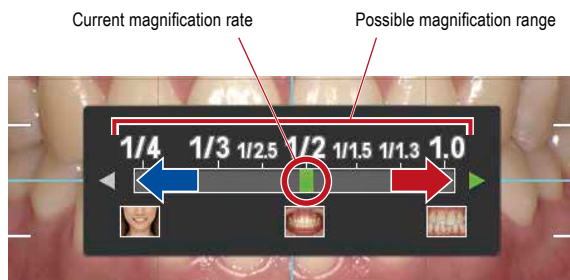 Current magnification rate Possible magnification range
1/4 1/3 1/2.5 1/2 1/1.5 1/1.3 1.0